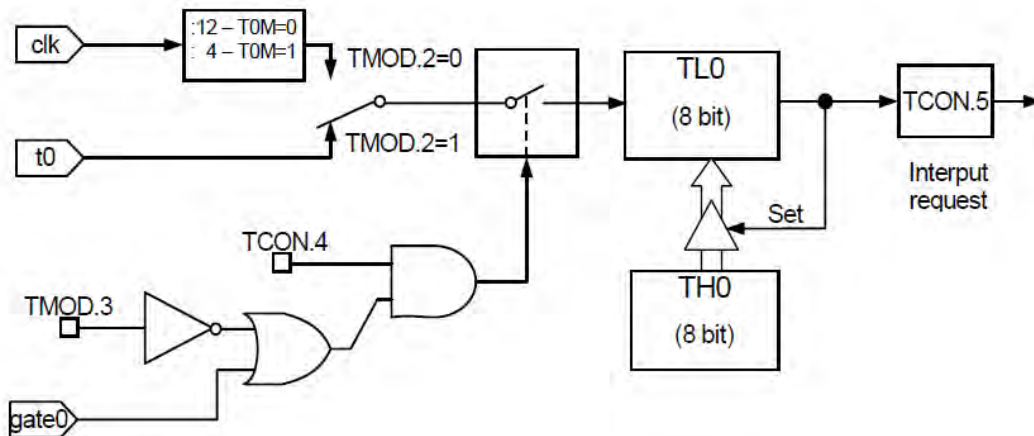 clk
:12 – T0M=0
: 4 – T0M=1
TMOD.2=0
TMOD.2=1
t0
TL0
(8 bit)
TCON.5
Interput
request
Set
TCON.4
TMOD.3
TH0
(8 bit)
gate0